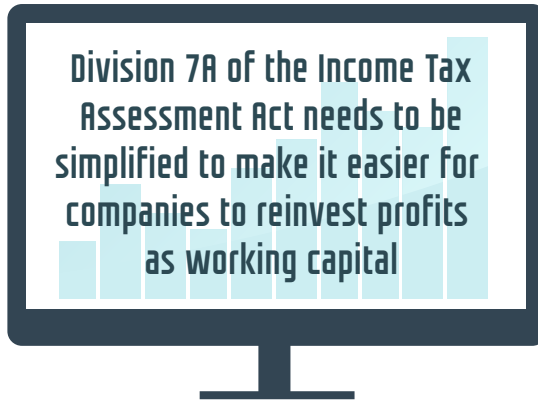 Division 7A of the Income Tax
Assessment Act needs to be
simplified to make it easier for
companies to reinvest profits
as working capital